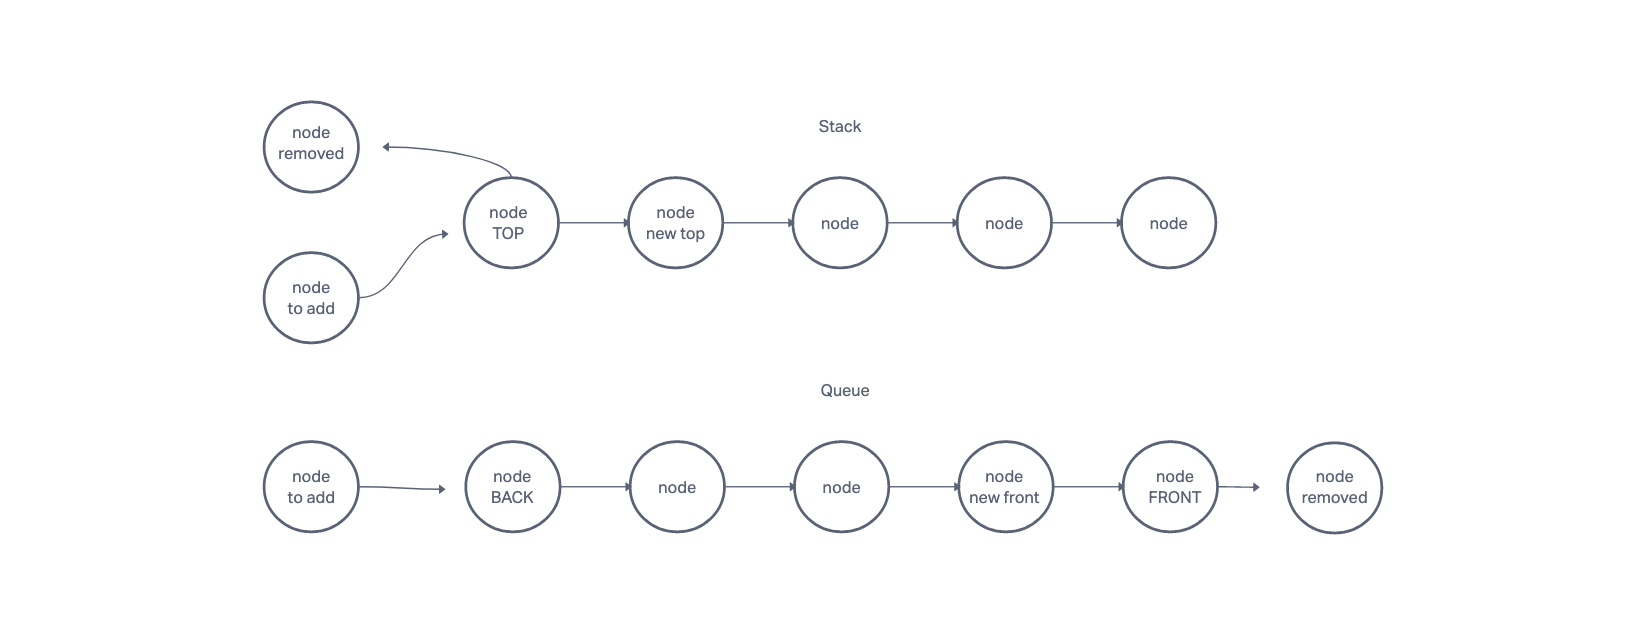 node
removed
Stack
node
TOP
node
new top
node
node
node
node
to add
Queue
node
to add
node
BACK
node
node
node
new front
node
FRONT
node
removed